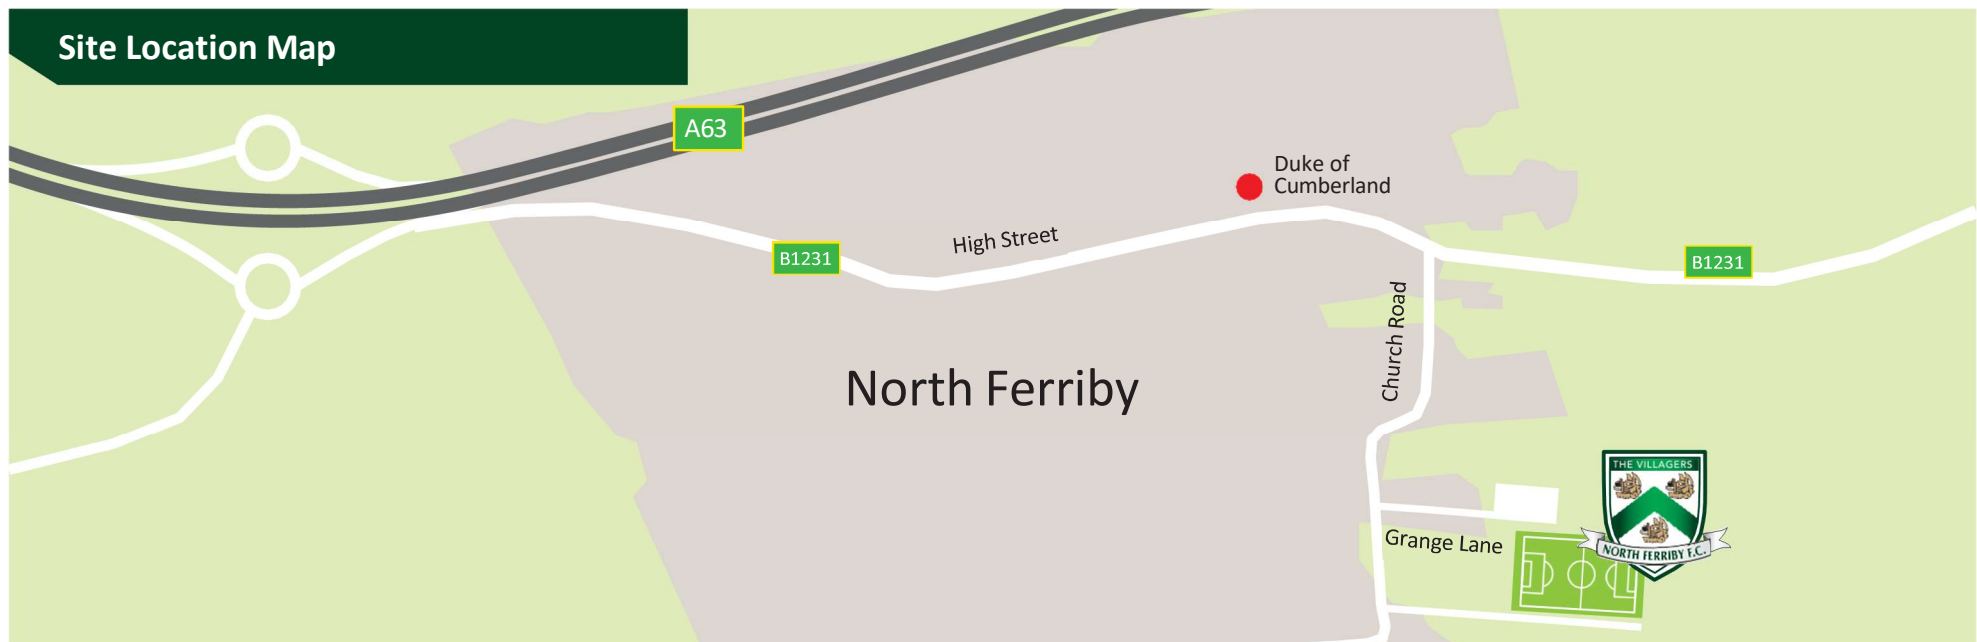 Site Location Map
A63
Duke of
Cumberland
High Street
B1231
B1231
Church Road
North Ferriby
THE VILLAGERS
NORTH FERRIBY F.C.
Grange Lane